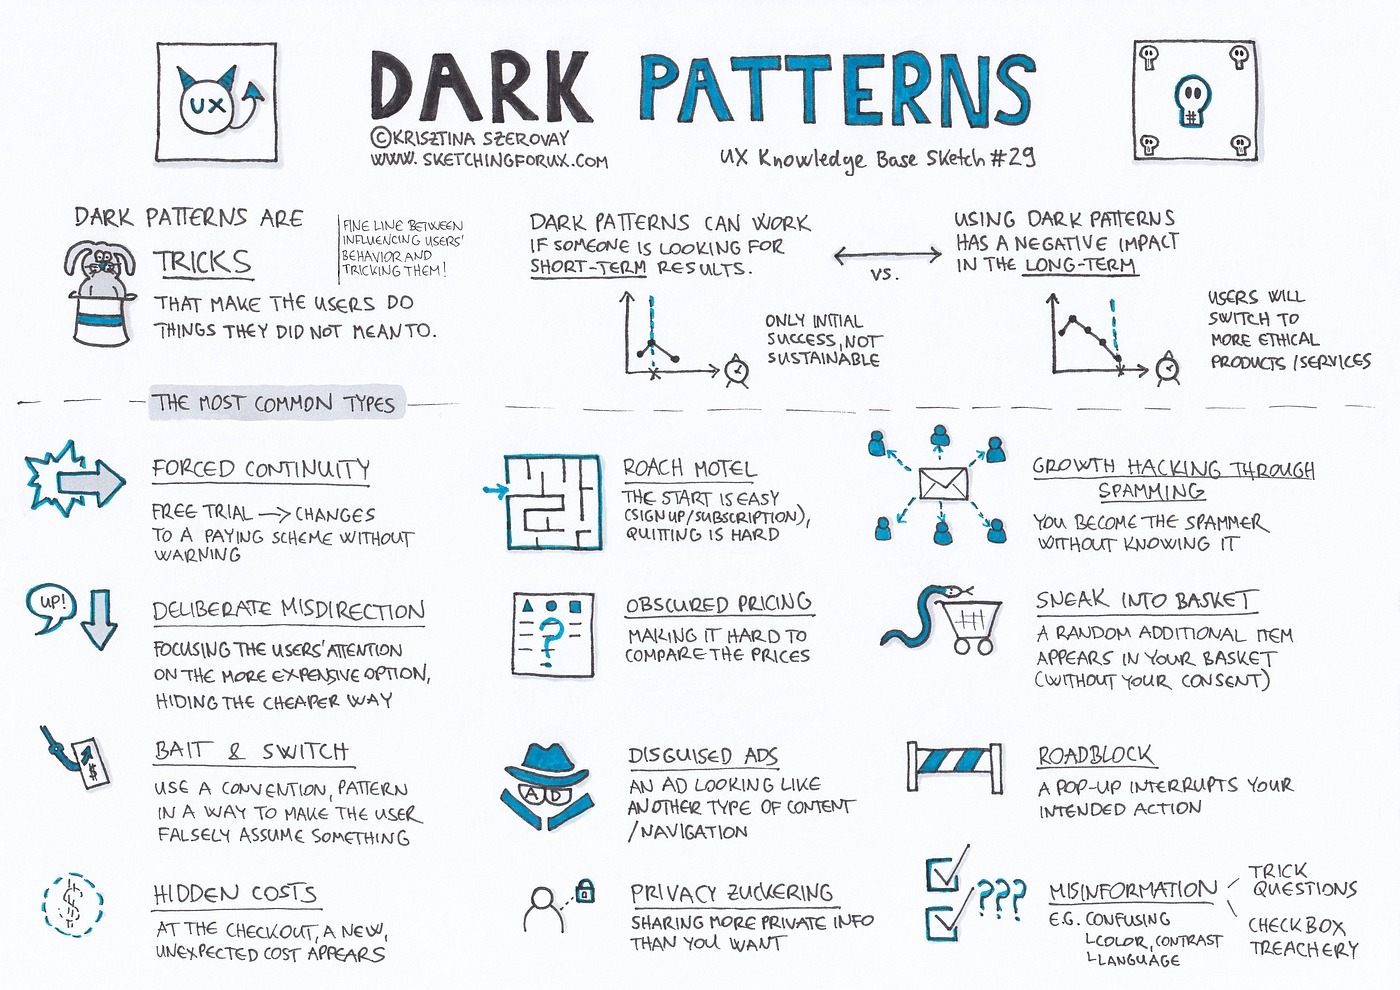 UX
DARK PATTERNS
©KRISZTINA SZEROVAY
WWW.SKETCHINGFORUX.COM
UX Knowledge Base Sketch #29
DARK PATTERNS ARE
TRICKS
THAT MAKE THE USERS DO
THINGS THEY DID NOT MEAN TO.
FINE LINE BETWEEN
INFLUENCING USERS'
BEHAVIOR AND
TRICKING THEM!
DARK PATTERNS CAN WORK
IF SOMEONE IS LOOKING FOR
SHORT-TERM RESULTS.
ONLY INITIAL
SUCCESS, NOT
SUSTAINABLE
VS.
USING DARK PATTERNS
HAS A NEGATIVE IMPACT
IN THE LONG-TERM
USERS WILL
SWITCH TO
MORE ETHICAL
PRODUCTS/SERVICES
THE MOST COMMON TYPES
FORCED CONTINUITY
FREE TRIAL → CHANGES
TO A PAYING SCHEME WITHOUT
WARNING
ROACH MOTEL
THE START IS EASY
(SIGN UP/SUBSCRIPTION),
QUITTING IS HARD
GROWTH HACKING THROUGH
SPAMMING
YOU BECOME THE SPAMMER
WITHOUT KNOWING IT
UP!
DELIBERATE MISDIRECTION
FOCUSING THE USERS' ATTENTION
ON THE MORE EXPENSIVE OPTION,
HIDING THE CHEAPER WAY
?
OBSCURED PRICING
MAKING IT HARD TO
COMPARE THE PRICES
SNEAK INTO BASKET
A RANDOM ADDITIONAL ITEM
APPEARS IN YOUR BASKET
(WITHOUT YOUR CONSENT)
$
BAIT & SWITCH
USE A CONVENTION, PATTERN
IN A WAY TO MAKE THE USER
FALSELY ASSUME SOMETHING
AD
DISGUISED ADS
AN AD LOOKING LIKE
ANOTHER TYPE OF CONTENT
/NAVIGATION
ROADBLOCK
A POP-UP INTERRUPTS YOUR
INTENDED ACTION
$
HIDDEN COSTS
AT THE CHECKOUT, A NEW,
UNEXPECTED COST APPEARS
PRIVACY ZUCKERING
SHARING MORE PRIVATE INFO
THAN YOU WANT
???
MISINFORMATION
E.G. CONFUSING
COLOR, CONTRAST
LANGUAGE
TRICK
QUESTIONS
CHECKBOX
TREACHERY